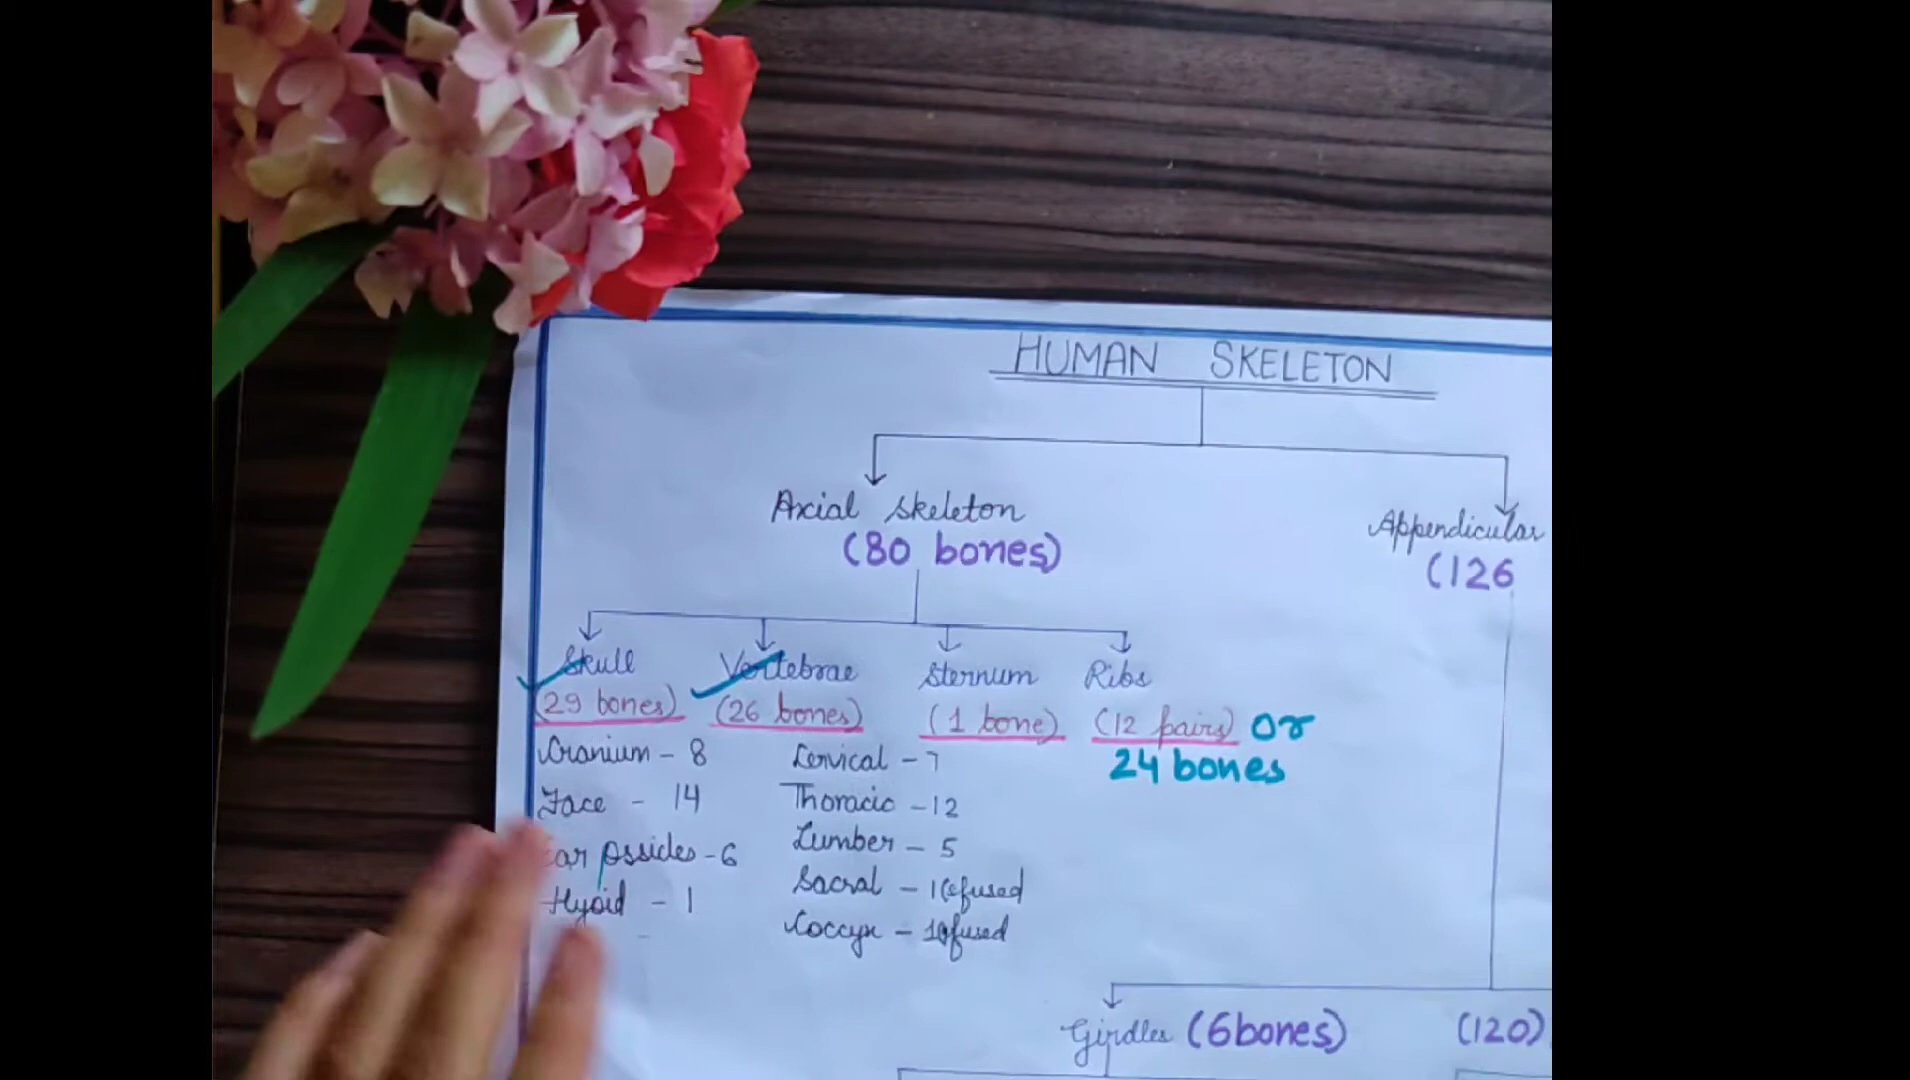 HUMAN SKELETON
Axial skeleton
(80 bones)
Appendicular
(126
Skull
(29 bones)
Cranium - 8
Face - 14
Ear Ossicles - 6
Hyoid - 1
Vertebrae
(26 bones)
Cervical - 7
Thoracic - 12
Lumber - 5
Sacral - 1(fused
Coccyx - 1(fused
Sternum
(1 bone)
Ribs
(12 pairs) or
24 bones
Girdles (6bones)
(120)